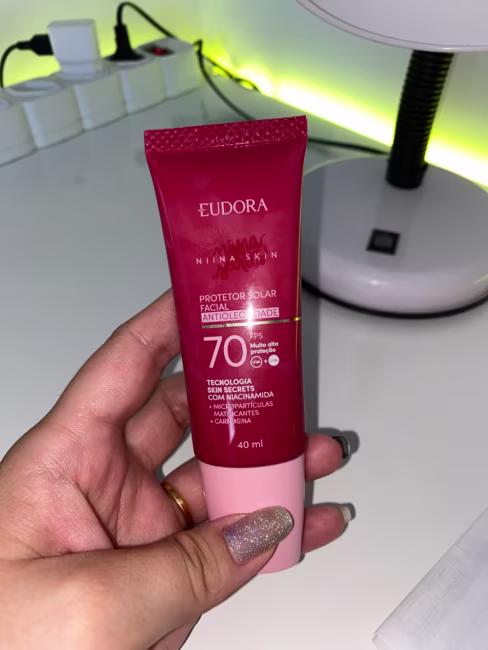 EUDORA
NIINA SKIN
PROTETOR SOLAR
FACIAL
ANTIOLEOSIDADE
70 FPS
Muito alta
proteção
UVA +
TECNOLOGIA
SKIN SECRETS
COM NIACINAMIDA
+ MICROPARTÍCULAS
MATIFICANTES
+ CARNOSINA
40 ml